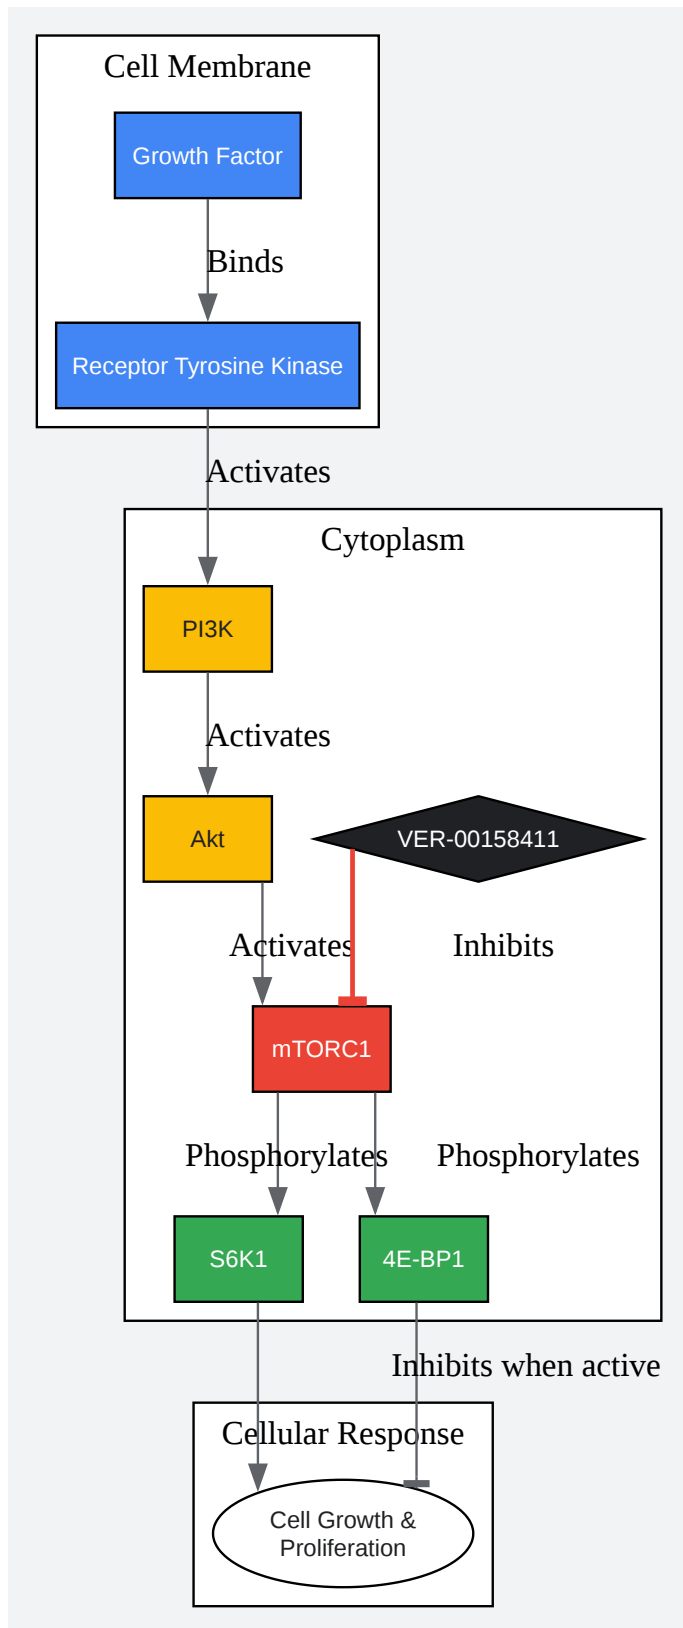 Cell Membrane
Growth Factor
Binds
Receptor Tyrosine Kinase
Activates
Cytoplasm
PI3K
Activates
Akt
VER-00158411
Activates
Inhibits
mTORC1
Phosphorylates
Phosphorylates
S6K1
4E-BP1
Inhibits when active
Cellular Response
Cell Growth &
Proliferation